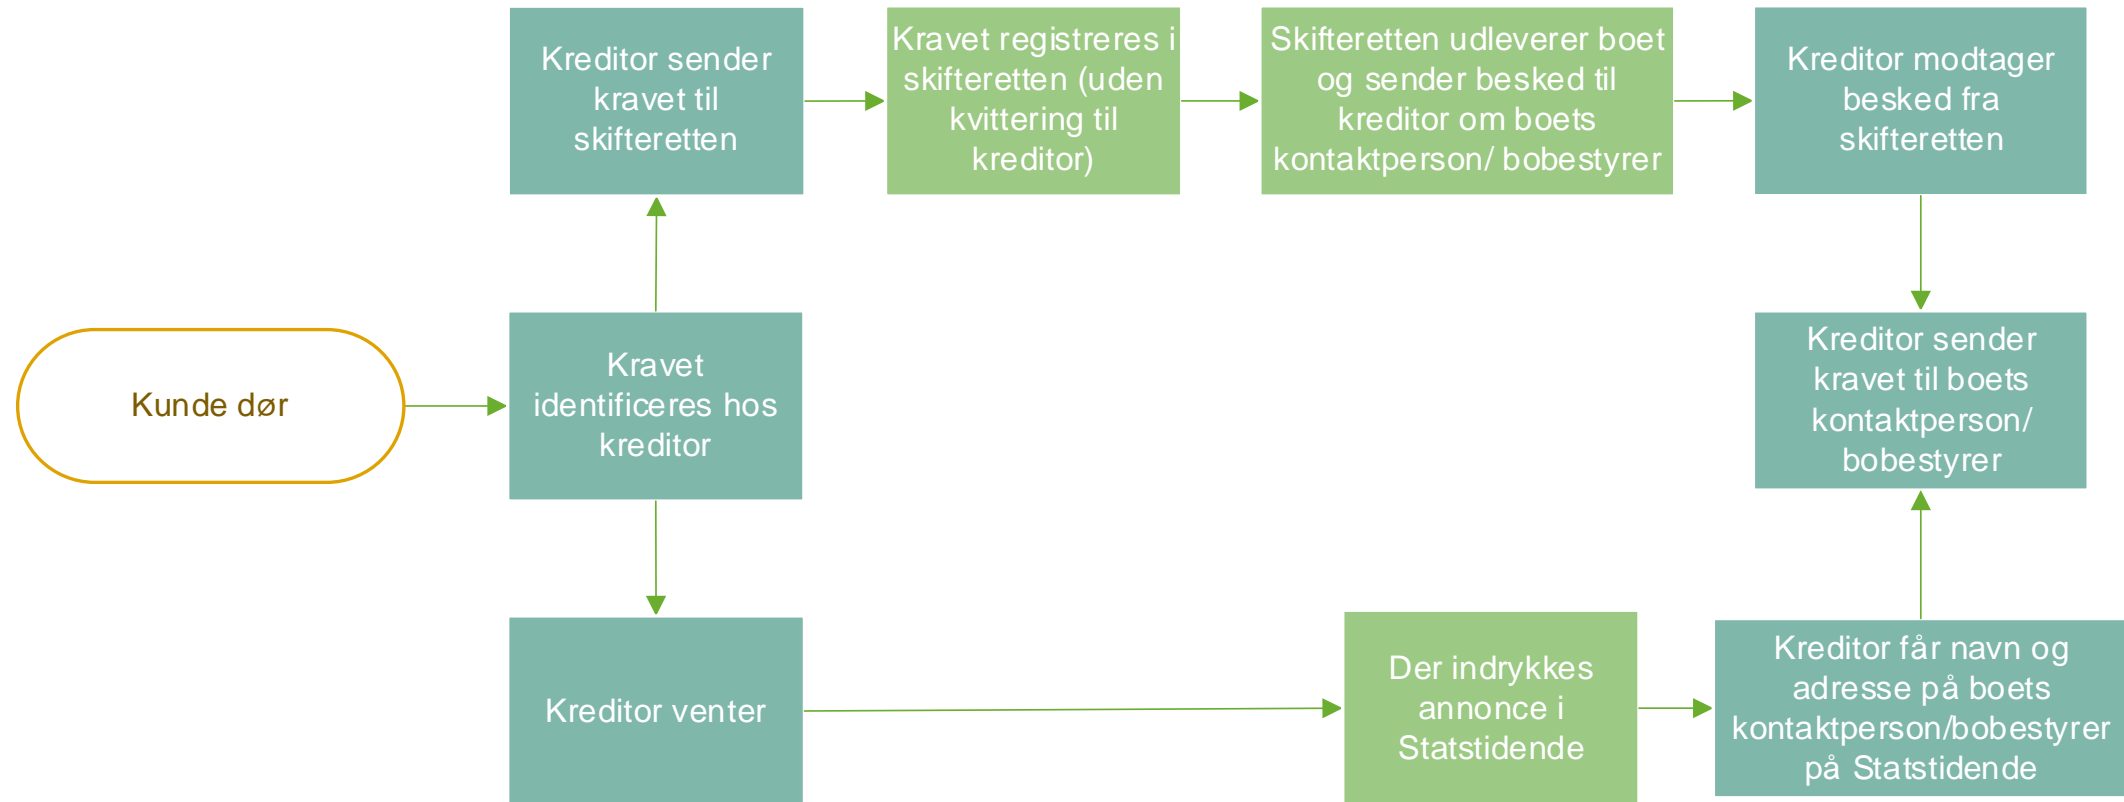 Kreditor sender
kravet til
skifteretten
Kravet registreres i
skifteretten (uden
kvittering til
kreditor)
Skifteretten udleverer boet
og sender besked til
kreditor om boets
kontaktperson/ bobestyrer
Kreditor modtager
besked fra
skifteretten
Kunde dør
Kravet
identificeres hos
kreditor
Kreditor sender
kravet til boets
kontaktperson/
bobestyrer
Kreditor venter
Der indrykkes
annonce i
Statstidende
Kreditor får navn og
adresse på boets
kontaktperson/bobestyrer
på Statstidende